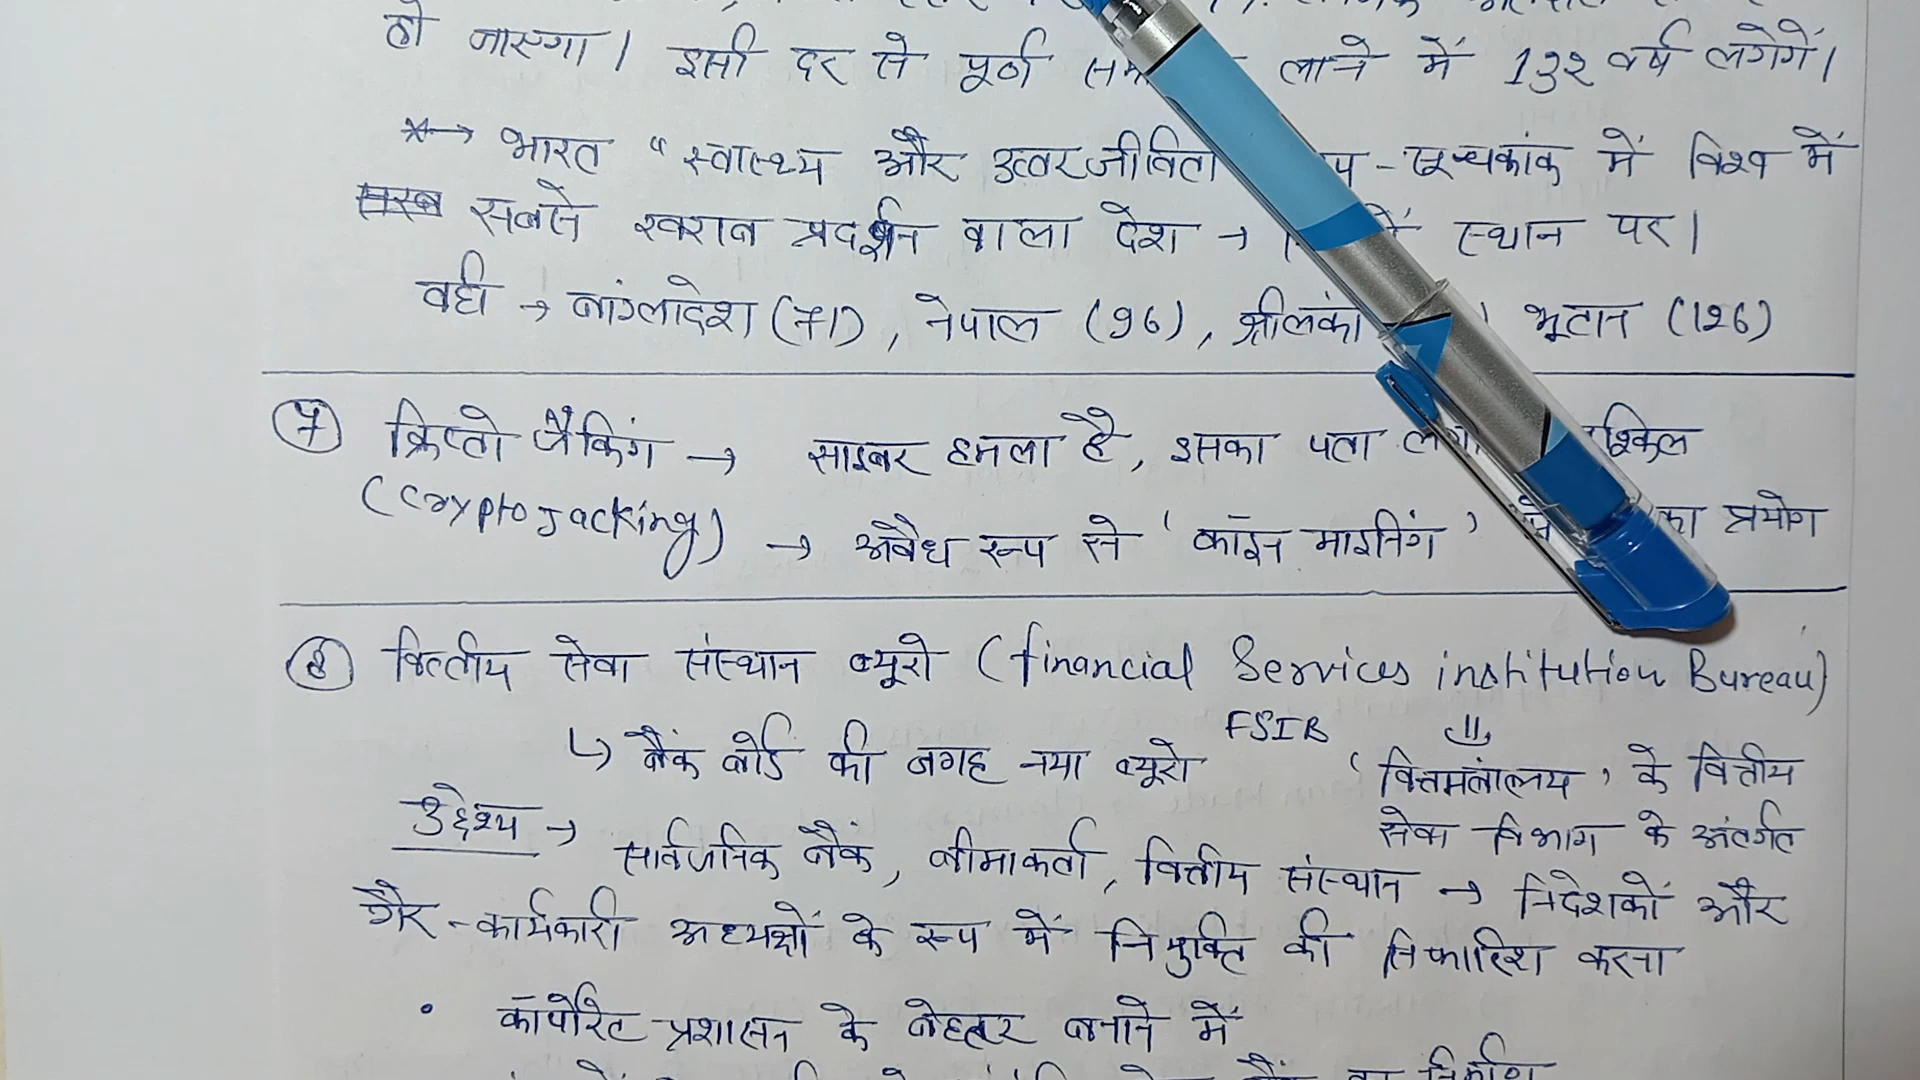 हो जाएगा। इसी दर से पूर्ण लाने में 132 वर्ष लगेगें।
*→ भारत "स्वास्थ्य और उत्तरजीविता - सूचकांक में विश्व में
सबसे खराब प्रदर्शन वाला देश → स्थान पर।
वहीं → बांग्लादेश (71), नेपाल (96), श्रीलंका भूटान (126)
⑦ क्रिप्टो जैकिंग → साइबर हमला है, इसका पता
(Cryptojacking) → अवैध रूप से 'कॉइन माइनिंग' का प्रयोग
⑧ वित्तीय सेवा संस्थान ब्यूरो (financial Services institution Bureau)
FSIB
↳ बैंक बोर्ड की जगह नया ब्यूरो 'वित्तमंत्रालय' के वित्तीय
सेवा विभाग के अंतर्गत
उद्देश्य → सार्वजनिक बैंक, बीमाकर्ता, वित्तीय संस्थान → निदेशकों और
गैर-कार्यकारी अध्यक्षों के रूप में नियुक्ति की सिफारिश करना
• कॉर्पोरेट प्रशासन के बेहतर बनाने में